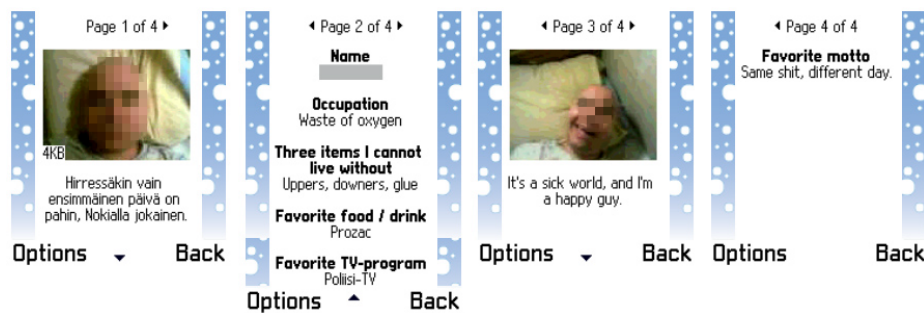 Page 1 of 4
4KB
Hirressäkin vain
ensimmäinen päivä on
pahin, Nokialla jokainen.
Options
Back
Page 2 of 4
Name
Occupation
Waste of oxygen
Three items I cannot
live without
Uppers, downers, glue
Favorite food / drink
Prozac
Favorite TV-program
Poliisi-TV
Options
Back
Page 3 of 4
It's a sick world, and I'm
a happy guy.
Options
Back
Page 4 of 4
Favorite motto
Same shit, different day.
Options
Back